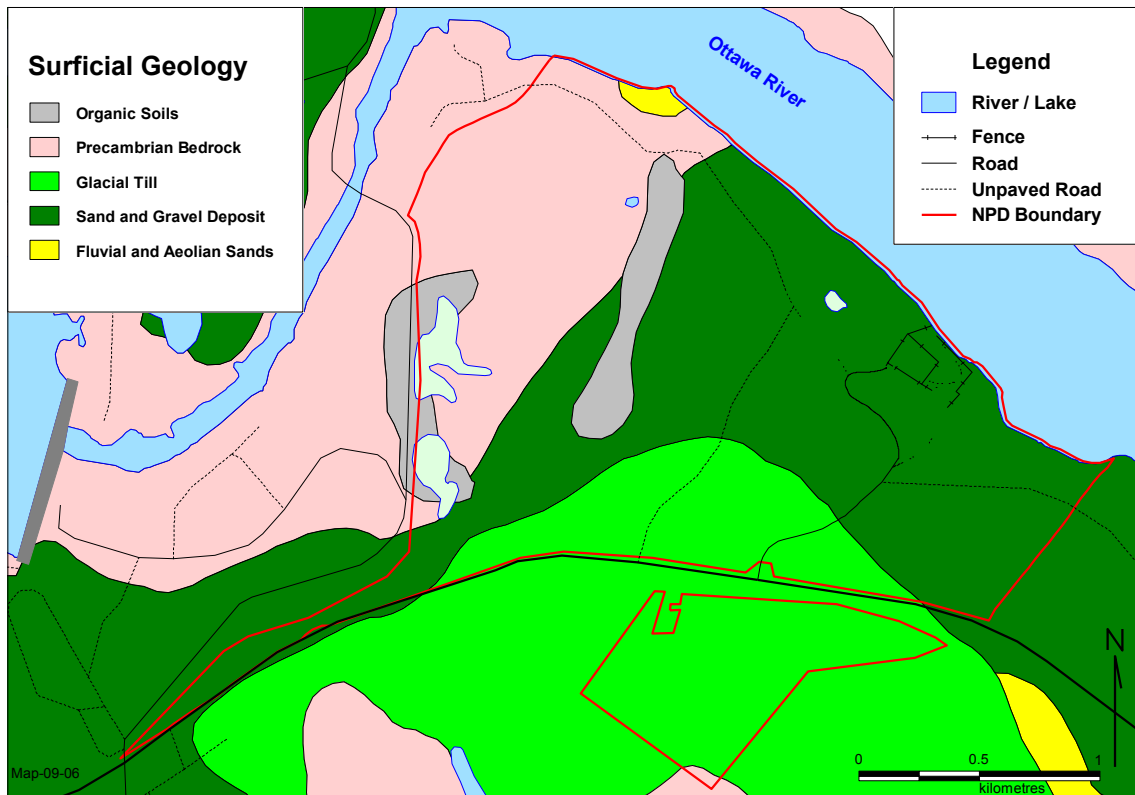 Surficial Geology
Organic Soils
Precambrian Bedrock
Glacial Till
Sand and Gravel Deposit
Fluvial and Aeolian Sands
Ottawa River
Legend
River / Lake
Fence
Road
Unpaved Road
NPD Boundary
N
0 0.5 1
kilometres
Map-09-06